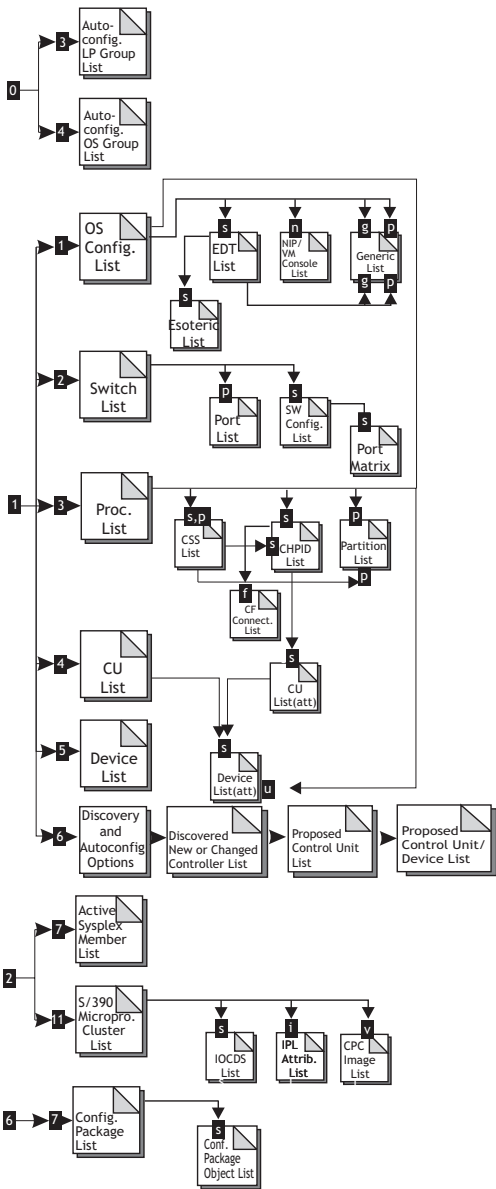 0
3
Auto-
config.
LP Group
List
4
Auto-
config.
OS Group
List
1
1
OS
Config.
List
s
EDT
List
n
NIP/
VM
Console
List
g
p
Generic
List
g
p
s
Esoteric
List
2
Switch
List
p
Port
List
s
SW
Config.
List
s
Port
Matrix
3
Proc.
List
s,p
CSS
List
s
s
CHPID
List
p
Partition
List
p
f
CF
Connect.
List
4
CU
List
s
CU
List(att)
5
Device
List
s
Device
List(att)
u
6
Discovery
and
Autoconfig
Options
Discovered
New or Changed
Controller List
Proposed
Control Unit
List
Proposed
Control Unit/
Device List
2
7
Active
Sysplex
Member
List
11
S/390
Micropro.
Cluster
List
s
IOCDS
List
i
IPL
Attrib.
List
v
CPC
Image
List
6
7
Config.
Package
List
s
Conf.
Package
Object List